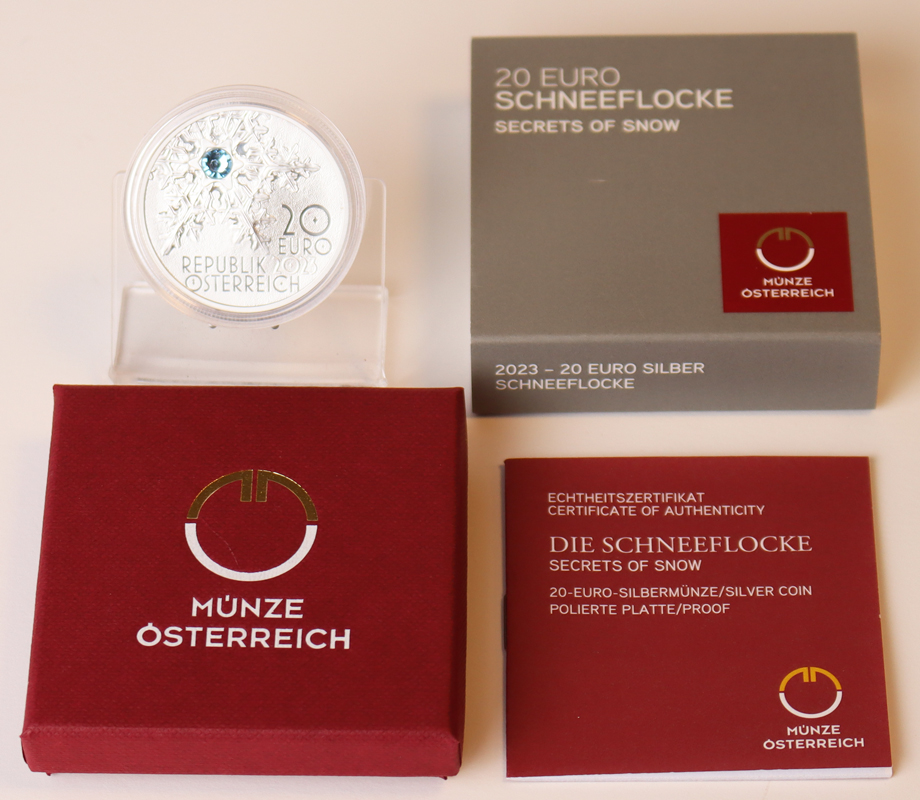 20
EURO
REPUBLIK 2023
ÖSTERREICH
20 EURO
SCHNEEFLOCKE
SECRETS OF SNOW
MÜNZE
ÖSTERREICH
2023 – 20 EURO SILBER
SCHNEEFLOCKE
MÜNZE
ÖSTERREICH
ECHTHEITSZERTIFIKAT
CERTIFICATE OF AUTHENTICITY
DIE SCHNEEFLOCKE
SECRETS OF SNOW
20-EURO-SILBERMÜNZE/SILVER COIN
POLIERTE PLATTE/PROOF
MÜNZE
ÖSTERREICH